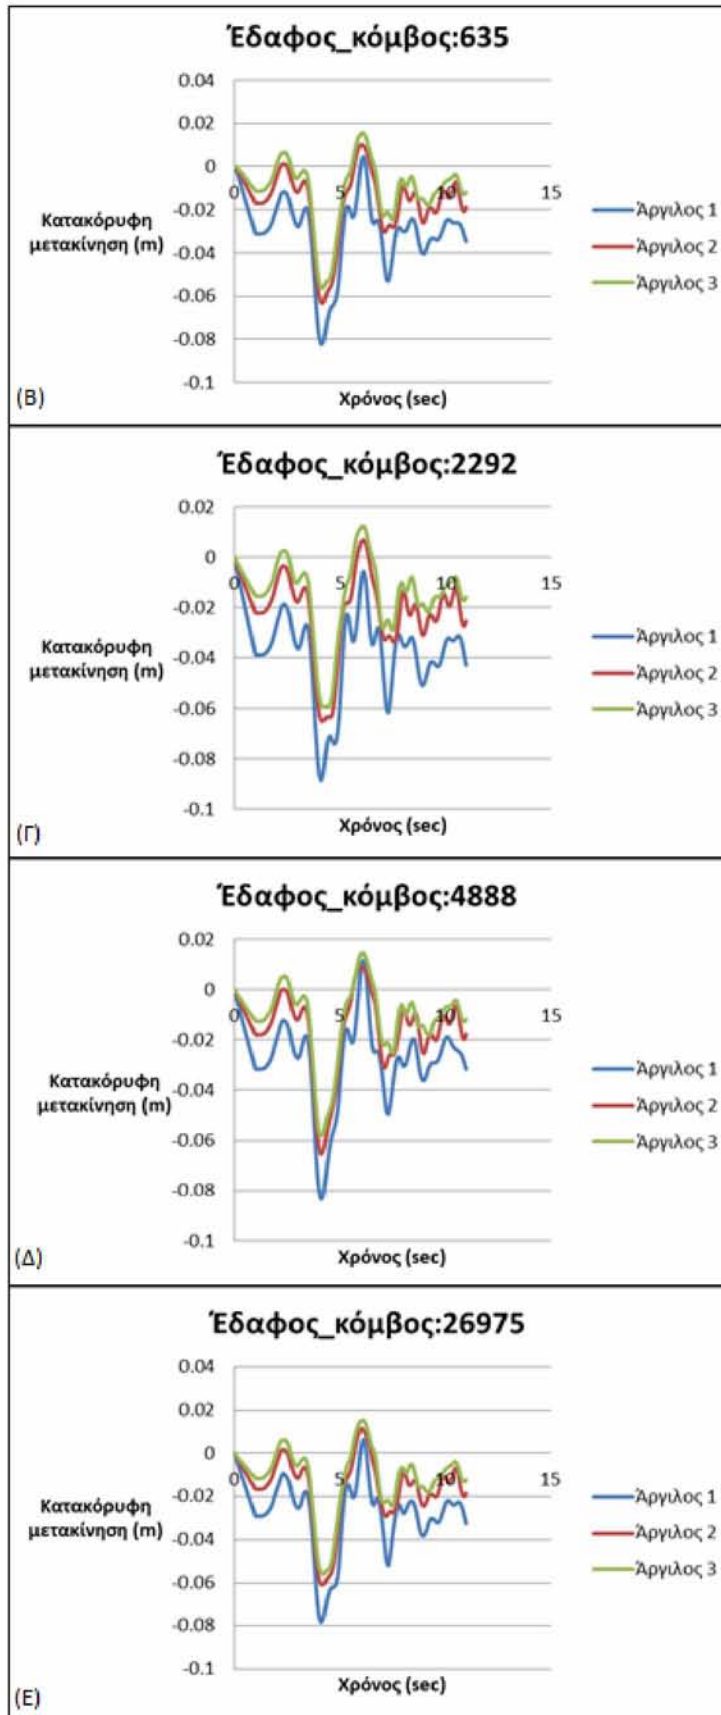 Έδαφος_κόμβος:635
0.04
0.02
0
-0.02
-0.04
-0.06
-0.08
-0.1
0
5
10
15
Κατακόρυφη
μετακίνηση (m)
Χρόνος (sec)
Άργιλος 1
Άργιλος 2
Άργιλος 3
(Β)
Έδαφος_κόμβος:2292
0.02
0
-0.02
-0.04
-0.06
-0.08
-0.1
0
5
10
15
Κατακόρυφη
μετακίνηση (m)
Χρόνος (sec)
Άργιλος 1
Άργιλος 2
Άργιλος 3
(Γ)
Έδαφος_κόμβος:4888
0.02
0
-0.02
-0.04
-0.06
-0.08
-0.1
0
5
10
15
Κατακόρυφη
μετακίνηση (m)
Χρόνος (sec)
Άργιλος 1
Άργιλος 2
Άργιλος 3
(Δ)
Έδαφος_κόμβος:26975
0.04
0.02
0
-0.02
-0.04
-0.06
-0.08
-0.1
0
5
10
15
Κατακόρυφη
μετακίνηση (m)
Χρόνος (sec)
Άργιλος 1
Άργιλος 2
Άργιλος 3
(Ε)